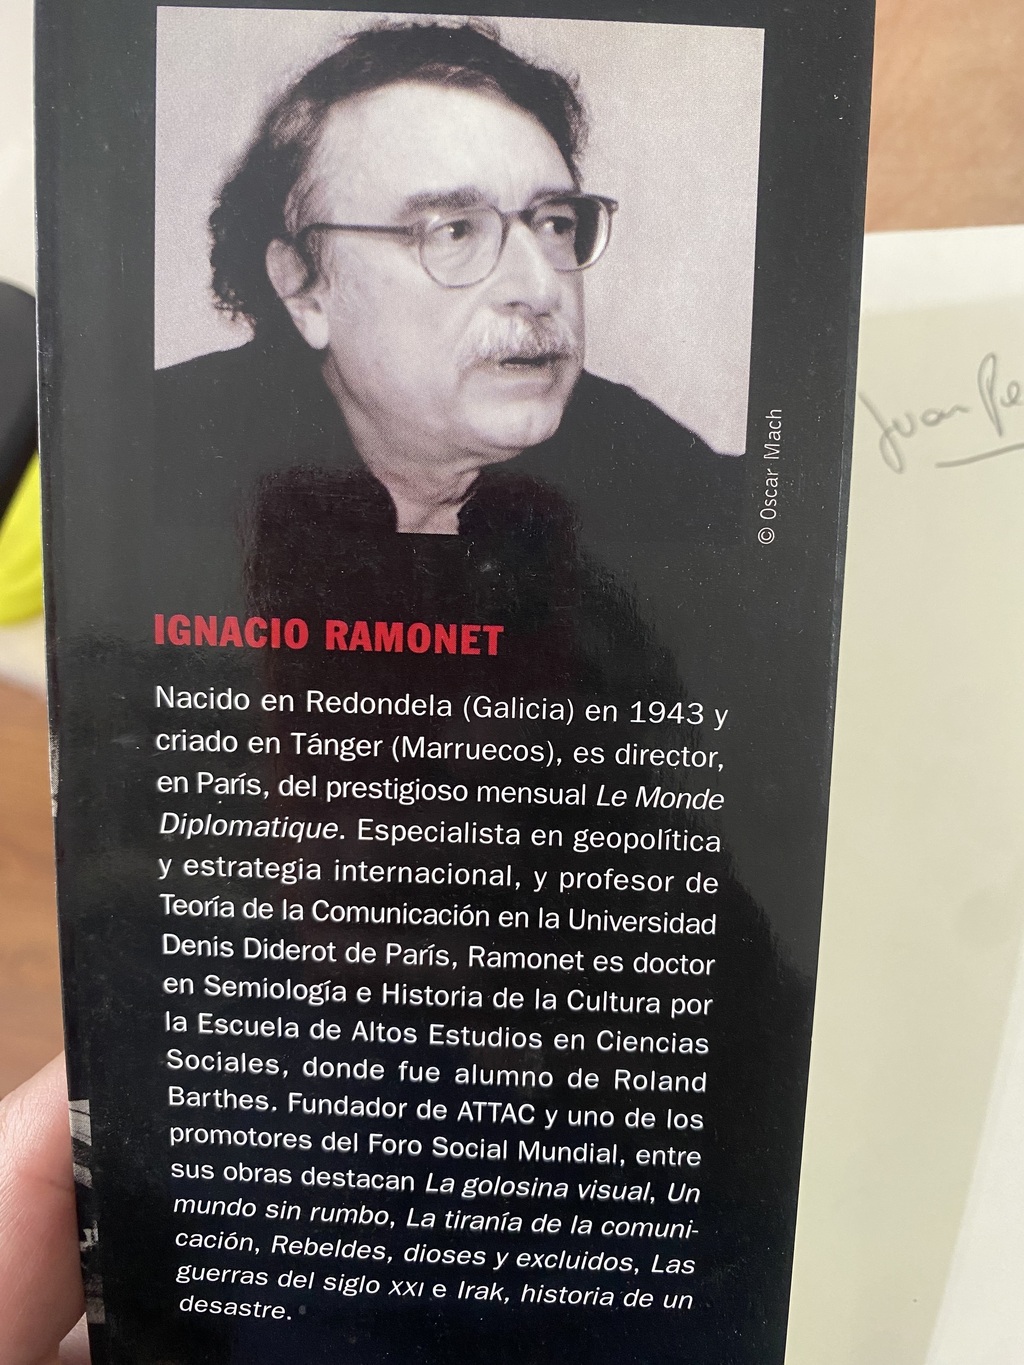 © Oscar Mach
Juan Pe
IGNACIO RAMONET
Nacido en Redondela (Galicia) en 1943 y
criado en Tánger (Marruecos), es director,
en París, del prestigioso mensual Le Monde
Diplomatique. Especialista en geopolítica
y estrategia internacional, y profesor de
Teoría de la Comunicación en la Universidad
Denis Diderot de París, Ramonet es doctor
en Semiología e Historia de la Cultura por
la Escuela de Altos Estudios en Ciencias
Sociales, donde fue alumno de Roland
Barthes. Fundador de ATTAC y uno de los
promotores del Foro Social Mundial, entre
sus obras destacan La golosina visual, Un
mundo sin rumbo, La tiranía de la comuni-
cación, Rebeldes, dioses y excluidos, Las
guerras del siglo XXI e Irak, historia de un
desastre.